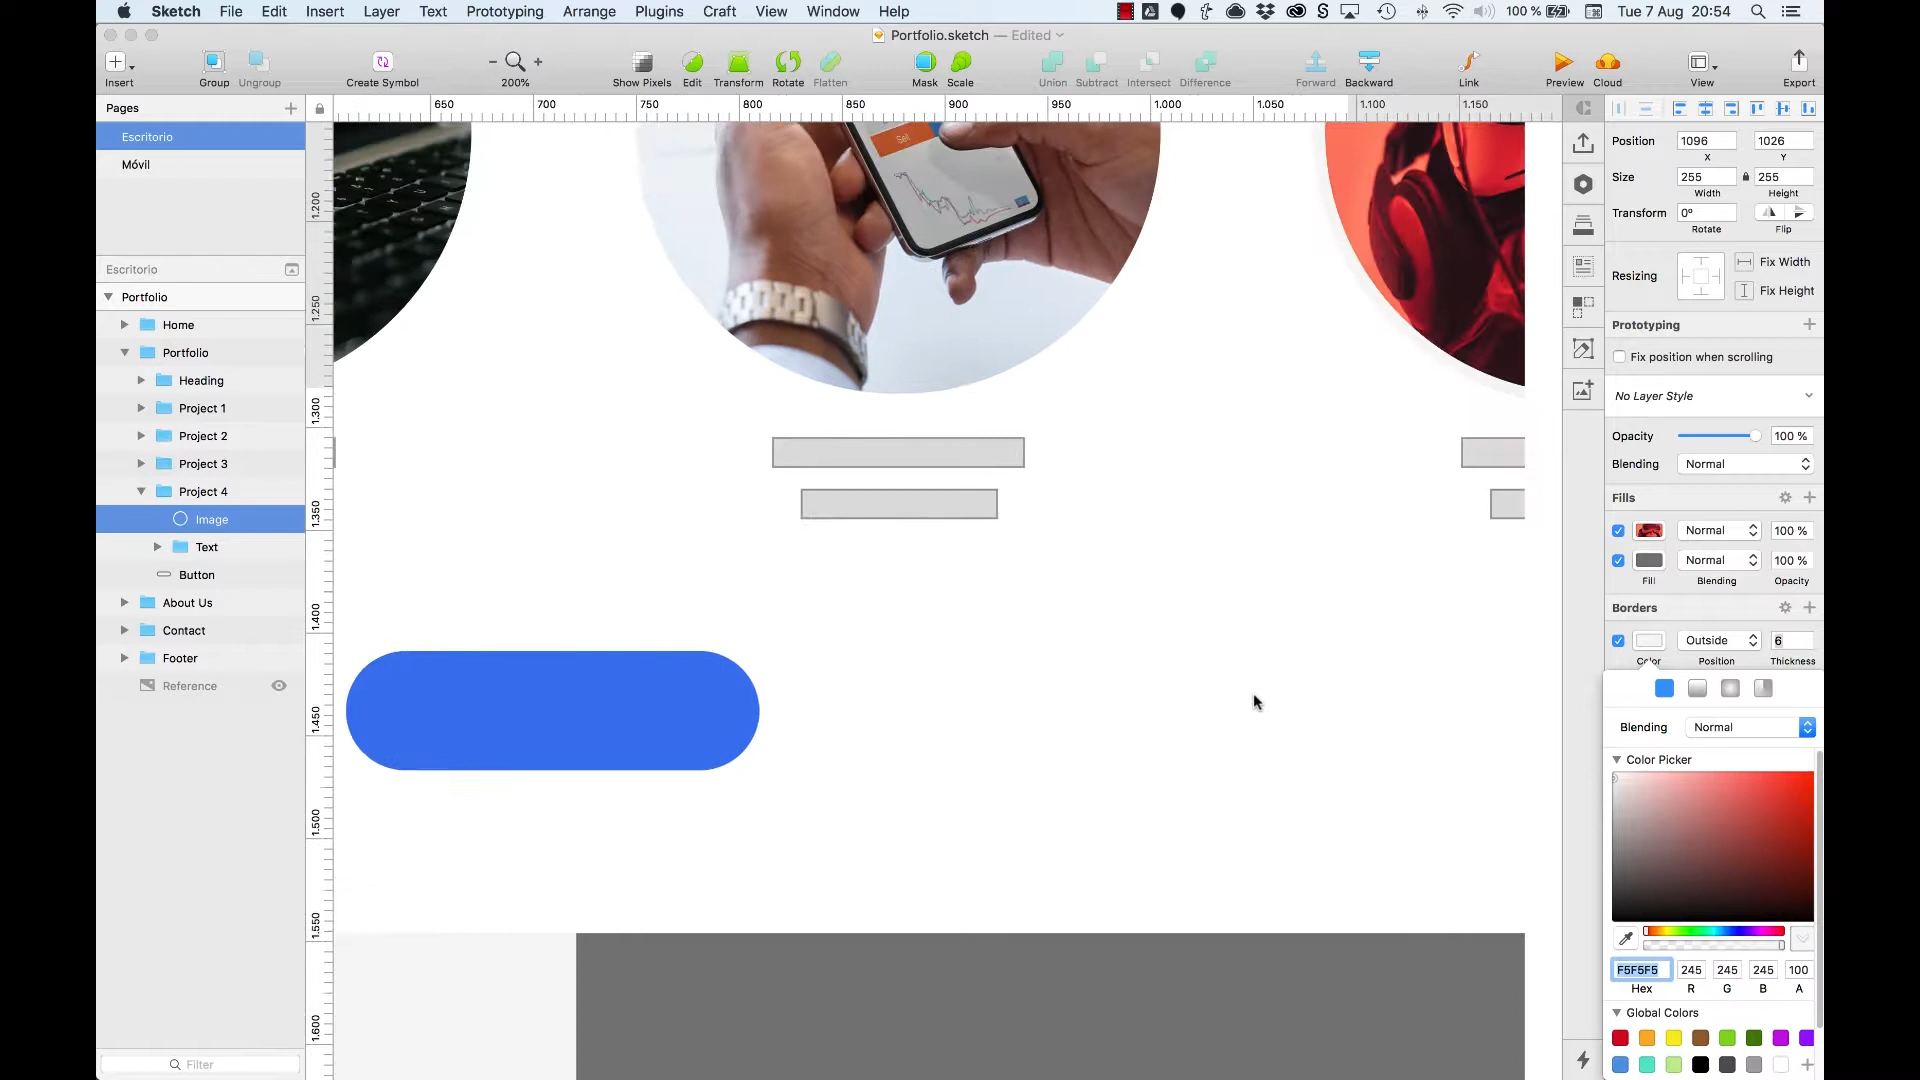 Sketch File Edit Insert Layer Text Prototyping Arrange Plugins Craft View Window Help 100 % Tue 7 Aug 20:54
Portfolio.sketch — Edited
Insert Group Ungroup Create Symbol 200% Show Pixels Edit Transform Rotate Flatten Mask Scale Union Subtract Intersect Difference Forward Backward Link Preview Cloud View Export
Pages
650 700 750 800 850 900 950 1.000 1.050 1.100 1.150
Escritorio
Móvil
Escritorio
Portfolio
Home
Portfolio
Heading
Project 1
Project 2
Project 3
Project 4
Image
Text
Button
About Us
Contact
Footer
Reference
Filter
1.200
1.250
1.300
1.350
1.400
1.450
1.500
1.550
1.600
Sell
Position 1096 1026
X Y
Size 255 255
Width Height
Transform 0º
Rotate Flip
Resizing Fix Width
Fix Height
Prototyping
Fix position when scrolling
No Layer Style
Opacity 100 %
Blending Normal
Fills
Normal 100 %
Normal 100 %
Fill Blending Opacity
Borders
Outside 6
Color Position Thickness
Blending Normal
Color Picker
F5F5F5 245 245 245 100
Hex R G B A
Global Colors